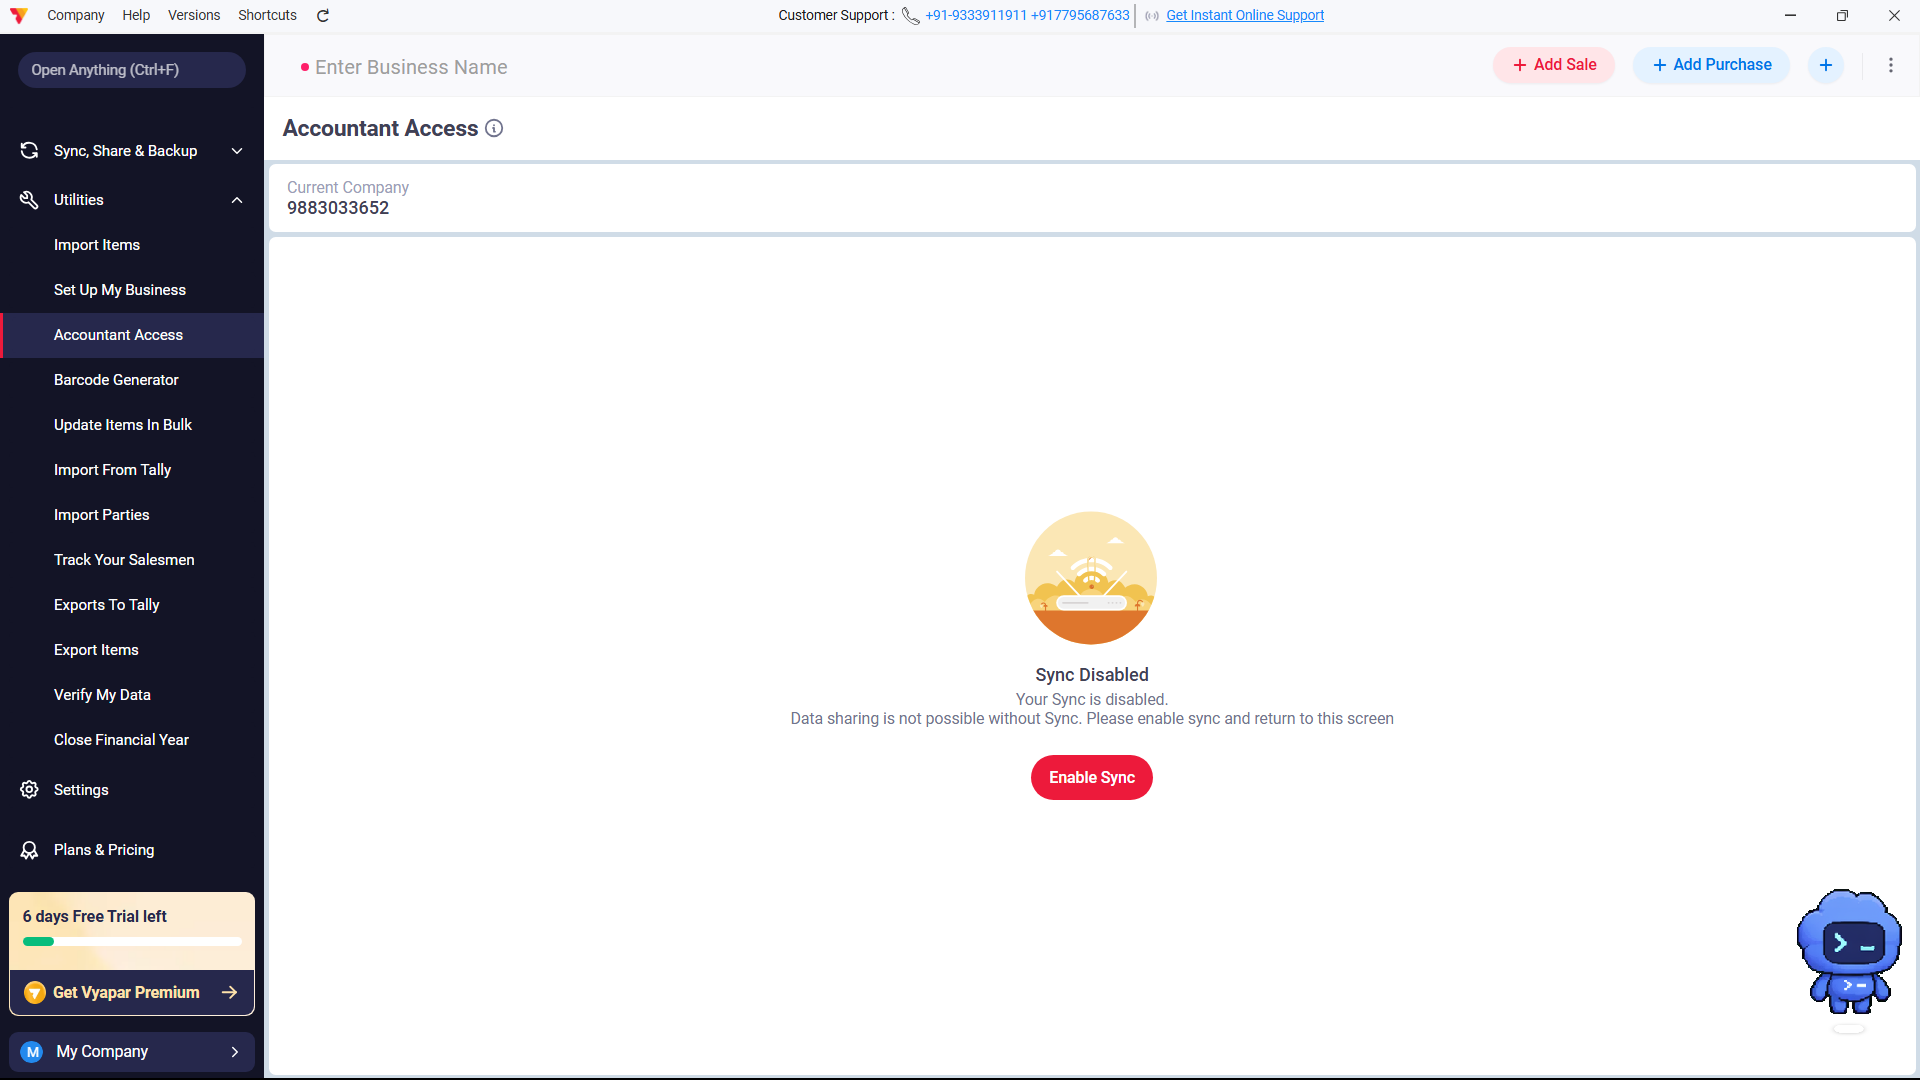 Company Help Versions Shortcuts
Customer Support : +91-9333911911 +917795687633 Get Instant Online Support
Open Anything (Ctrl+F)
Enter Business Name
+ Add Sale
+ Add Purchase
+
Accountant Access
Current Company
9883033652
Sync, Share & Backup
Utilities
Import Items
Set Up My Business
Accountant Access
Barcode Generator
Update Items In Bulk
Import From Tally
Import Parties
Track Your Salesmen
Exports To Tally
Export Items
Verify My Data
Close Financial Year
Settings
Plans & Pricing
6 days Free Trial left
Get Vyapar Premium
M My Company
Sync Disabled
Your Sync is disabled.
Data sharing is not possible without Sync. Please enable sync and return to this screen
Enable Sync